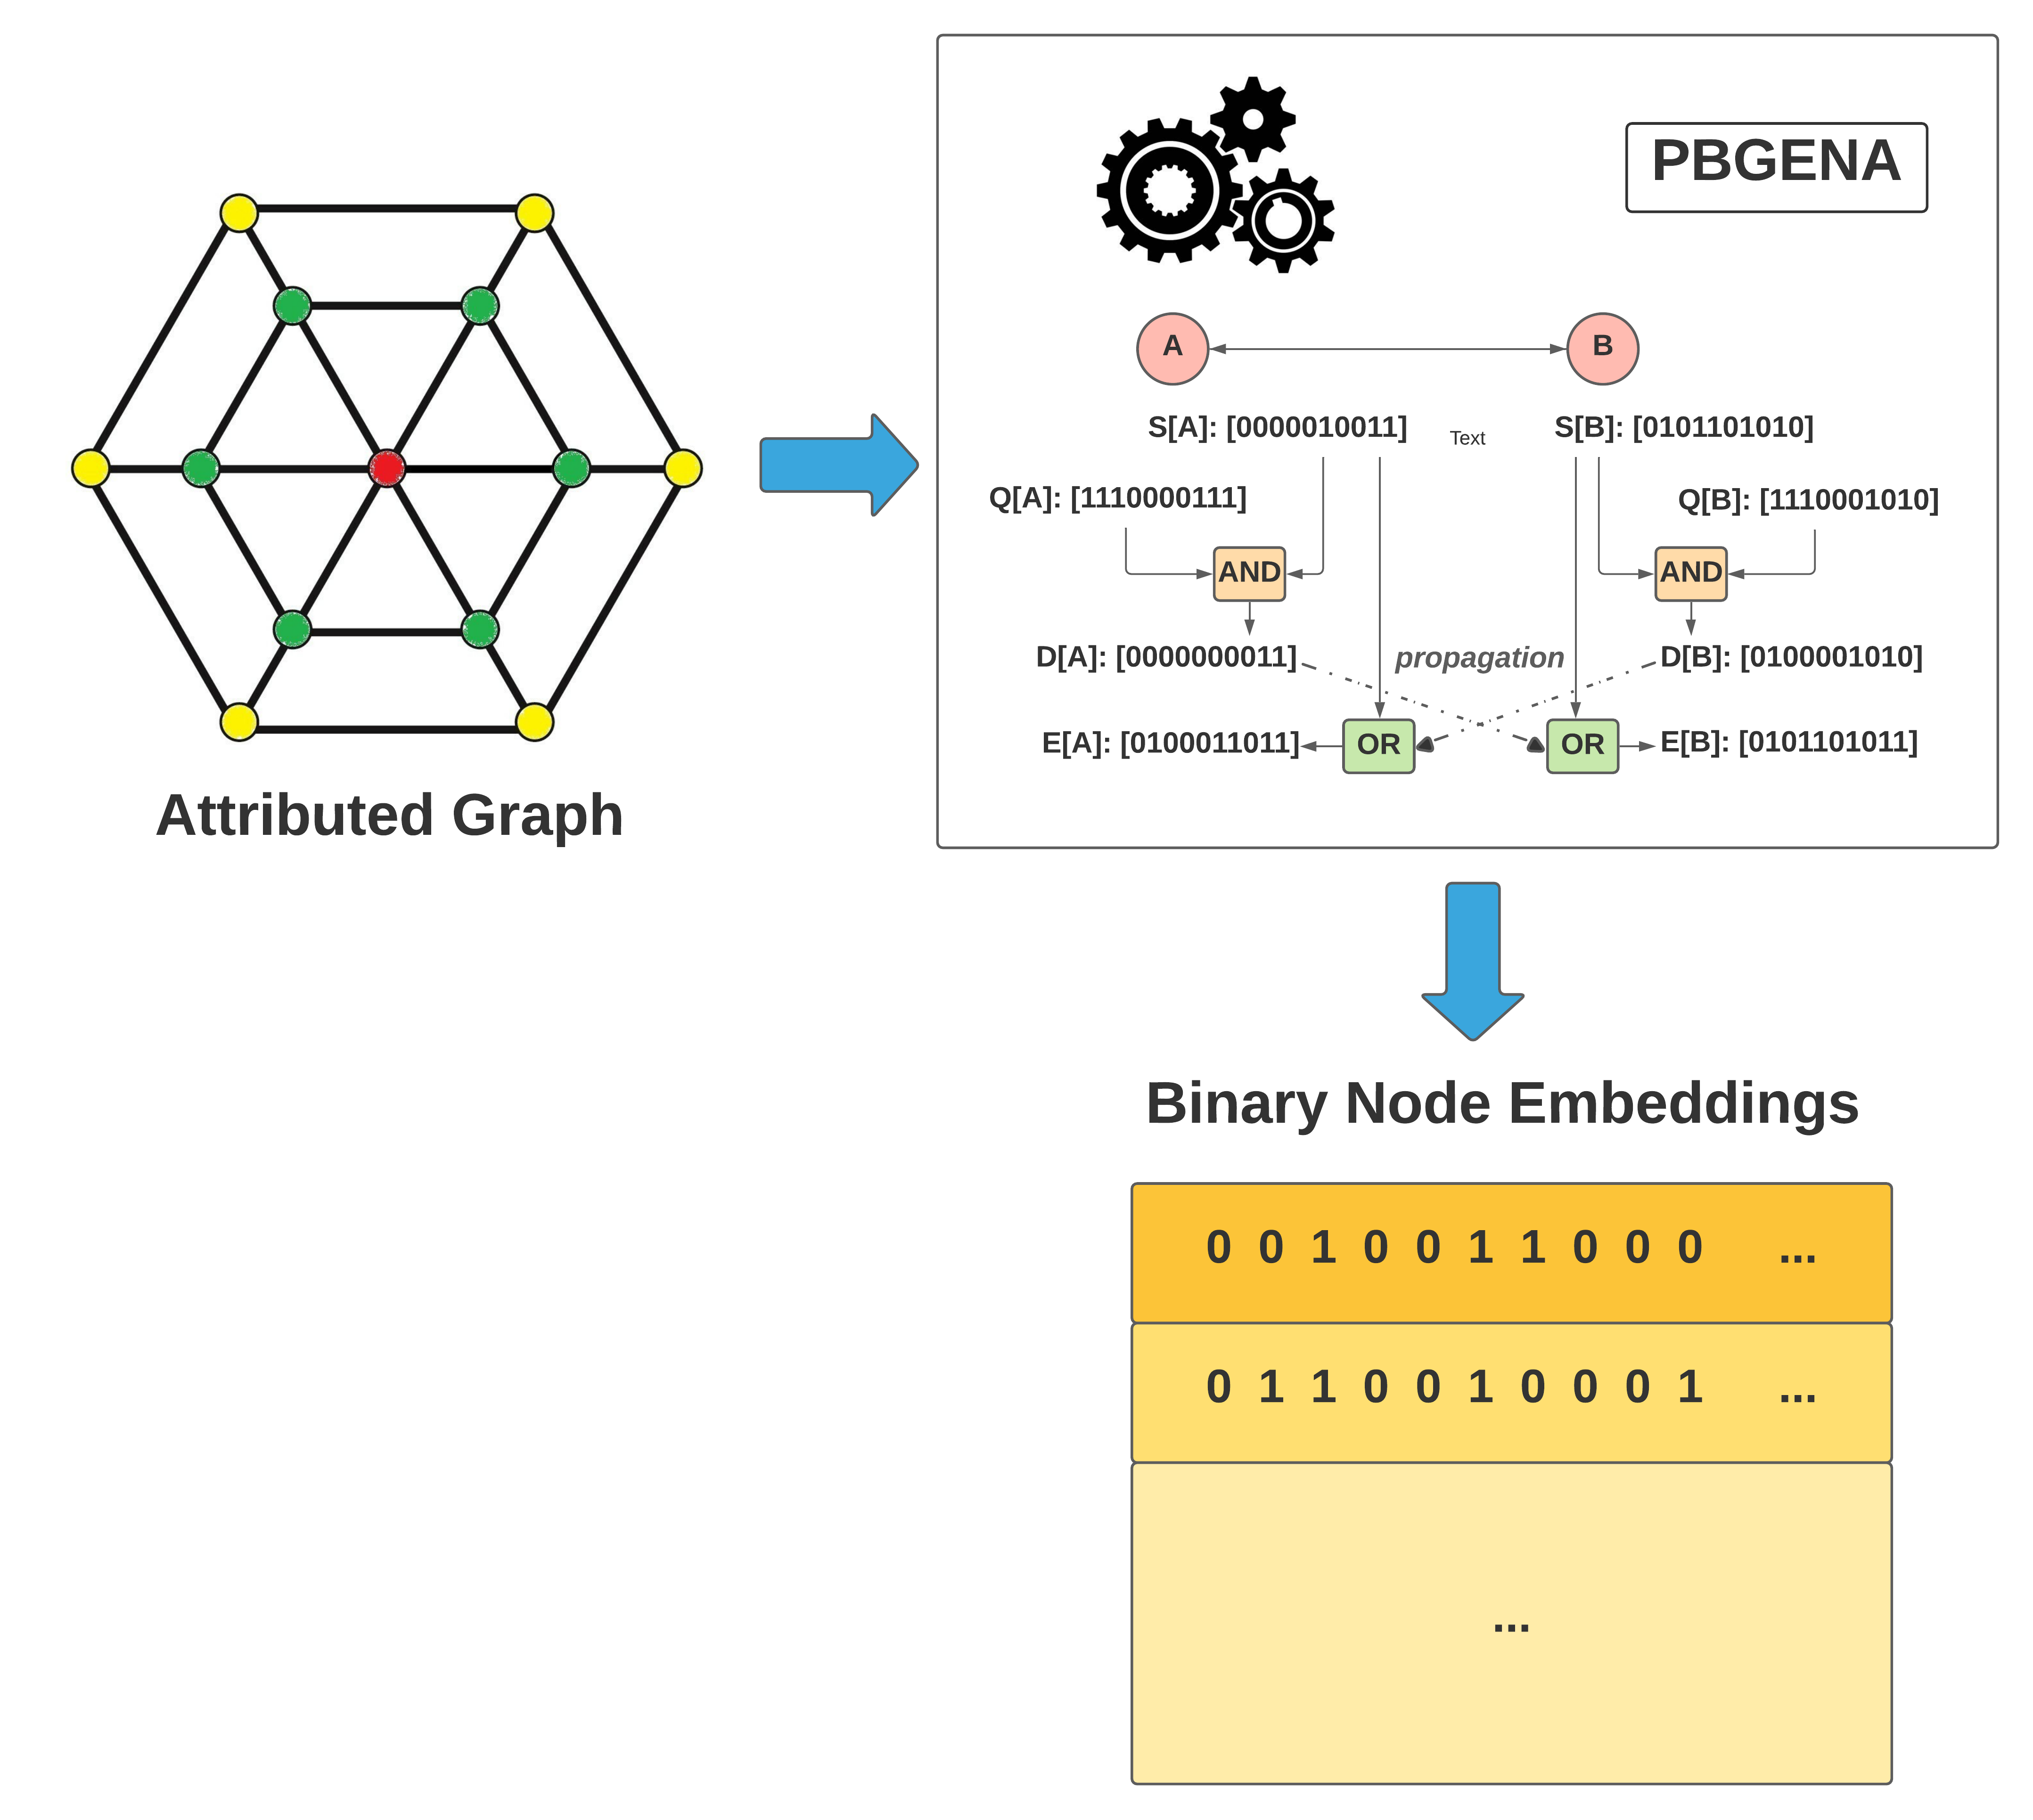 PBGENA
A
B
S[A]: [0000010011]
Text
S[B]: [0101101010]
Q[A]: [1110000111]
Q[B]: [1110001010]
AND
AND
D[A]: [0000000011]
propagation
D[B]: [0100001010]
E[A]: [0100011011]
OR
OR
E[B]: [0101101011]
Attributed Graph
Binary Node Embeddings
0 0 1 0 0 1 1 0 0 0 ...
0 1 1 0 0 1 0 0 0 1 ...
...